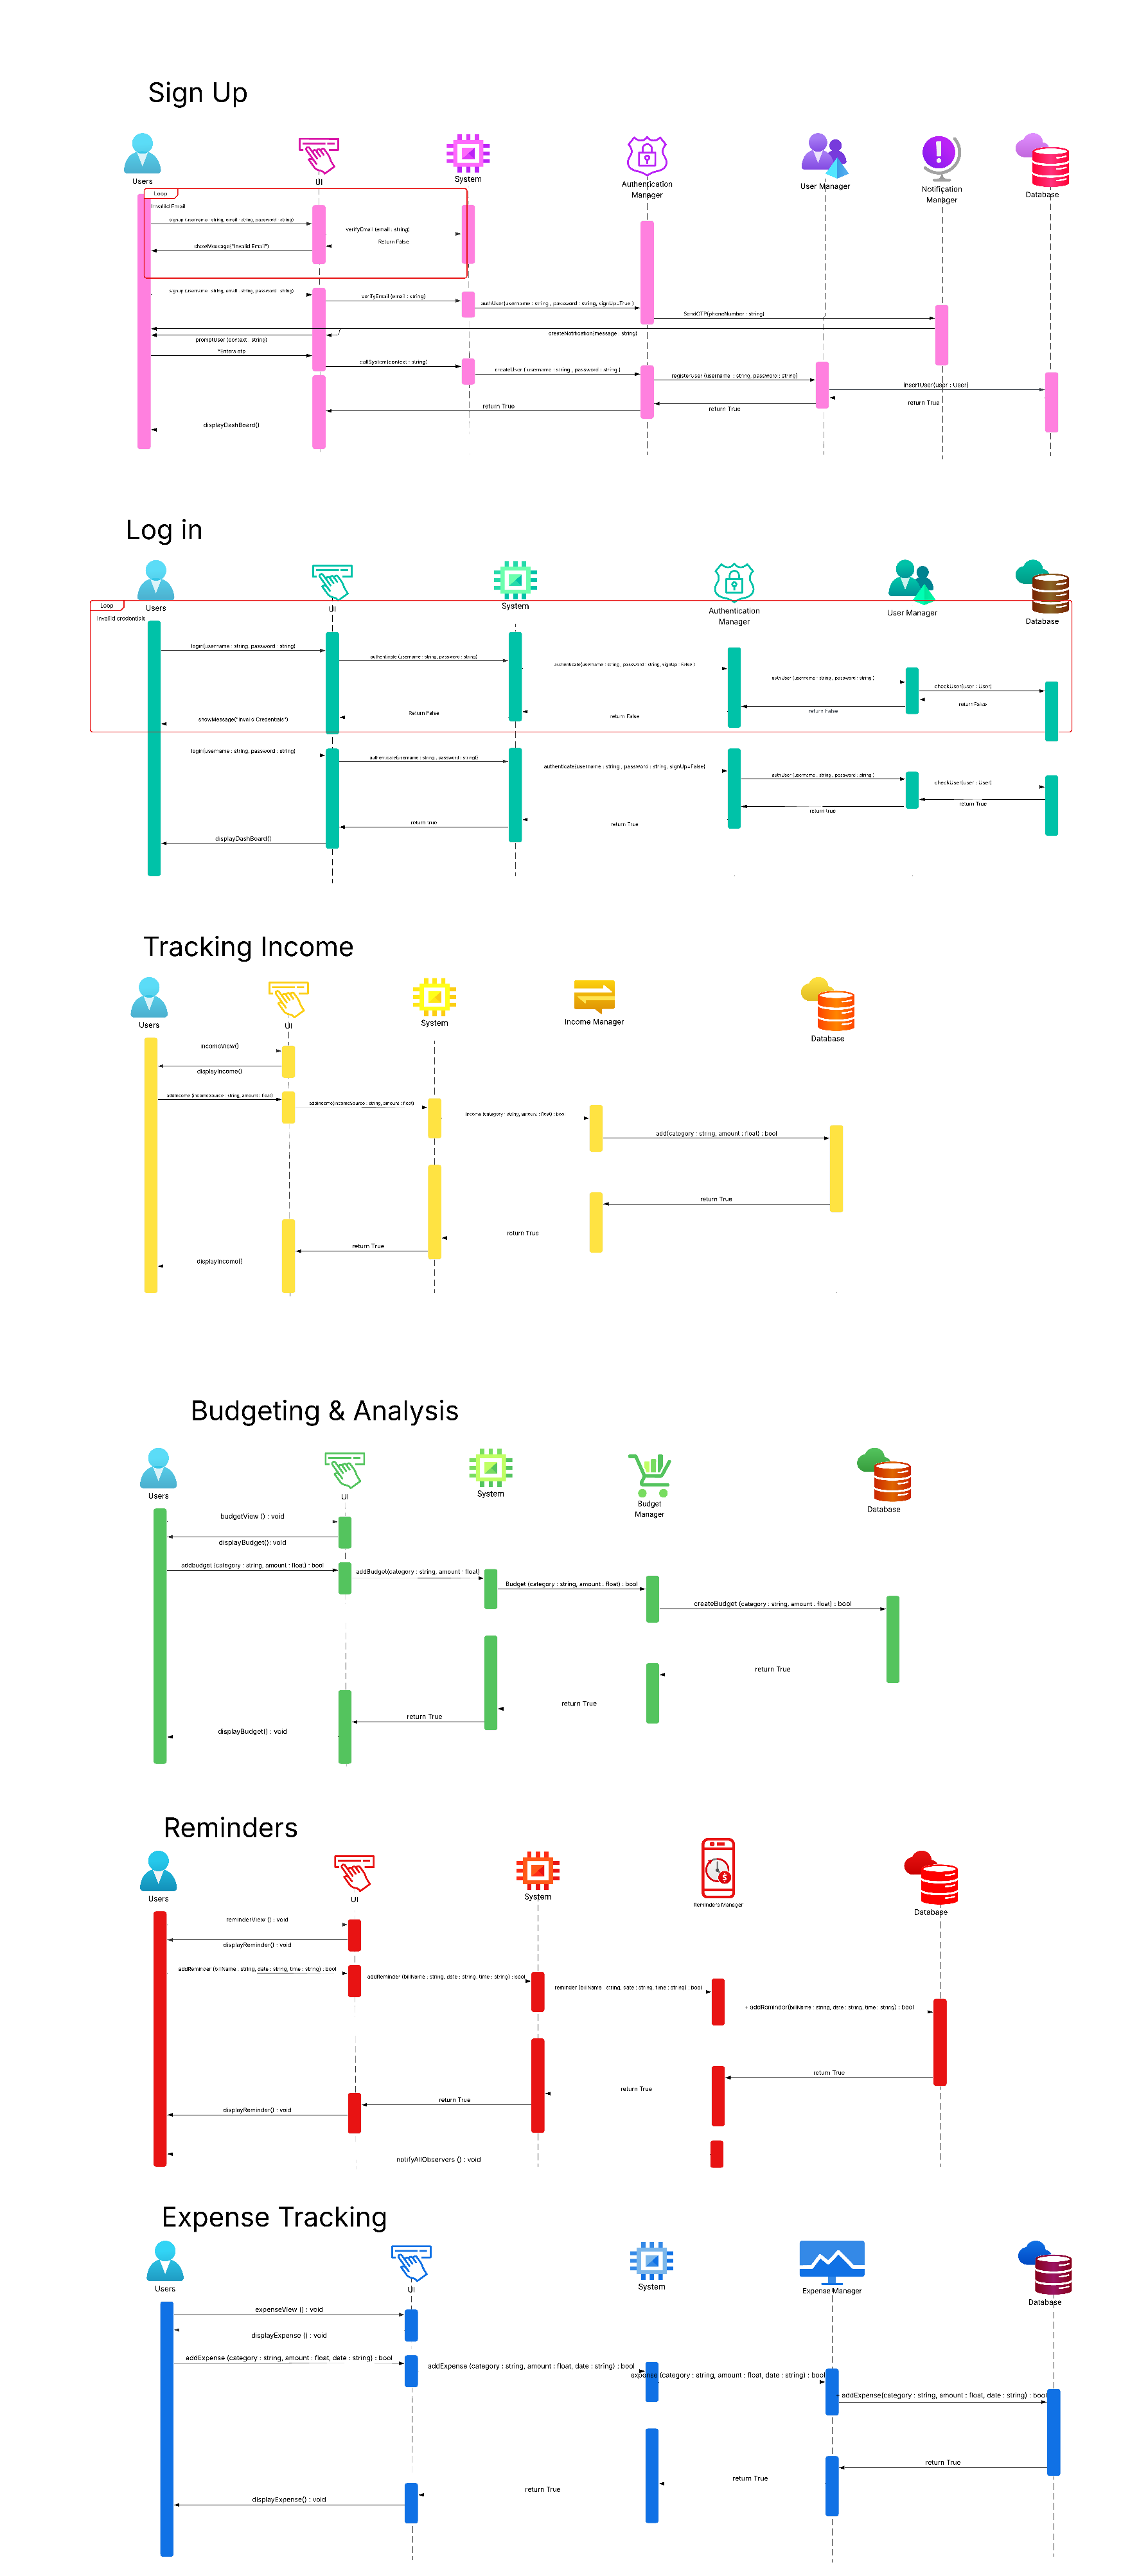 Sign Up
Users
UI
System
Authentication
Manager
User Manager
Notification
Manager
Database
Loop
Invalid Email
signup (username : string, email : string, password : string)
verifyEmail (email : string)
Return False
showMessage("Invalid Email")
signup (username : string, email : string, password : string)
verifyEmail (email : string)
authUser(username : string , password : string, signUp=True )
SendOTP(phoneNumber : string)
createNotification(message : string)
promptUser (context : string)
*Enters otp
callSystem(context : string)
createUser ( username : string , password : string )
registerUser (username : string, password : string)
insertUser(user : User)
return True
return True
return True
displayDashBoard()
Log in
Users
UI
System
Authentication
Manager
User Manager
Database
Loop
Invalid credentials
login(username : string, password : string)
authenticate (username : string, password : string)
authenticate(username : string , password : string, signUp : False )
authUser (username : string , password : string )
checkUser(user : User)
returnFalse
return False
return False
Return False
showMessage("Invalid Credentials")
login(username : string, password : string)
authenticate(username : string , password : string)
authenticate(username : string , password : string, signUp=False)
authUser (username : string , password : string )
checkUser(user : User)
return True
return true
return True
return true
displayDashBoard()
Tracking Income
Users
UI
System
Income Manager
Database
ncomeView()
displayIncome()
addIncome (incomeSource : string, amount : float)
addIncome(incomeSource : string, amount : float)
Income (category : string, amount : float) : bool
add(category : string, amount : float) : bool
return True
return True
return True
displayIncome()
Budgeting & Analysis
Users
UI
System
Budget
Manager
Database
budgetView () : void
displayBudget(): void
addbudget (category : string, amount : float) : bool
addBudget(category : string, amount : float)
Budget (category : string, amount : float) : bool
createBudget (category : string, amount : float) : bool
return True
return True
return True
displayBudget() : void
Reminders
Users
UI
System
Reminders Manager
Database
reminderView () : void
displayReminder() : void
addReminder (billName : string, date : string, time : string) : bool
addReminder (billName : string, date : string, time : string) : bool
reminder (billName : string, date : string, time : string) : bool
+ addReminder(billName : string, date : string, time : string) : bool
return True
return True
return True
displayReminder() : void
notifyAllObservers () : void
Expense Tracking
Users
UI
System
Expense Manager
Database
expenseView () : void
displayExpense () : void
addExpense (category : string, amount : float, date : string) : bool
addExpense (category : string, amount : float, date : string) : bool
expense (category : string, amount : float, date : string) : bool
+ addExpense(category : string, amount : float, date : string) : bool
return True
return True
return True
displayExpense() : void